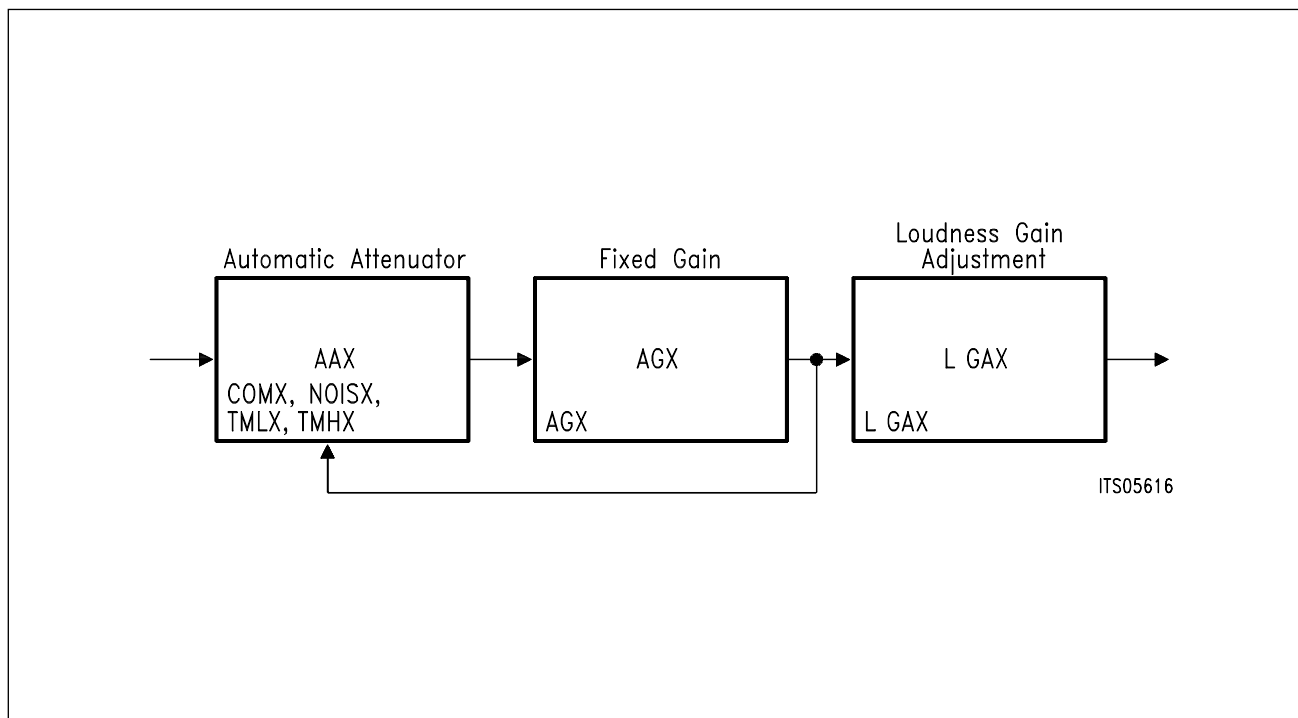 Automatic Attenuator
AAX
COMX, NOISX,
TMLX, TMHX
Fixed Gain
AGX
AGX
Loudness Gain
Adjustment
L GAX
L GAX
ITS05616